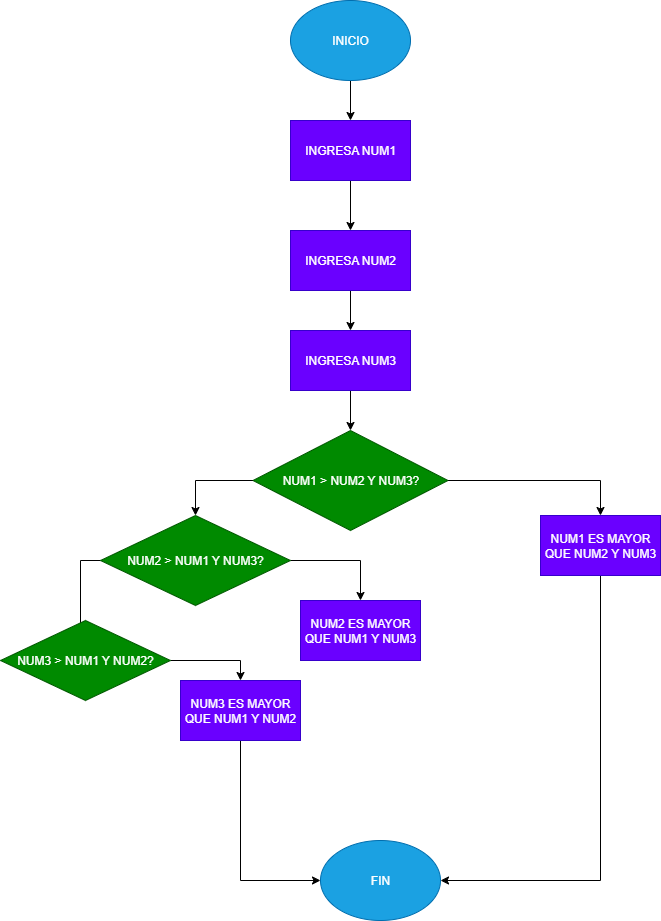 INICIO
INGRESA NUM1
INGRESA NUM2
INGRESA NUM3
NUM1 > NUM2 Y NUM3?
NUM1 ES MAYOR
QUE NUM2 Y NUM3
NUM2 > NUM1 Y NUM3?
NUM2 ES MAYOR
QUE NUM1 Y NUM3
NUM3 > NUM1 Y NUM2?
NUM3 ES MAYOR
QUE NUM1 Y NUM2
FIN